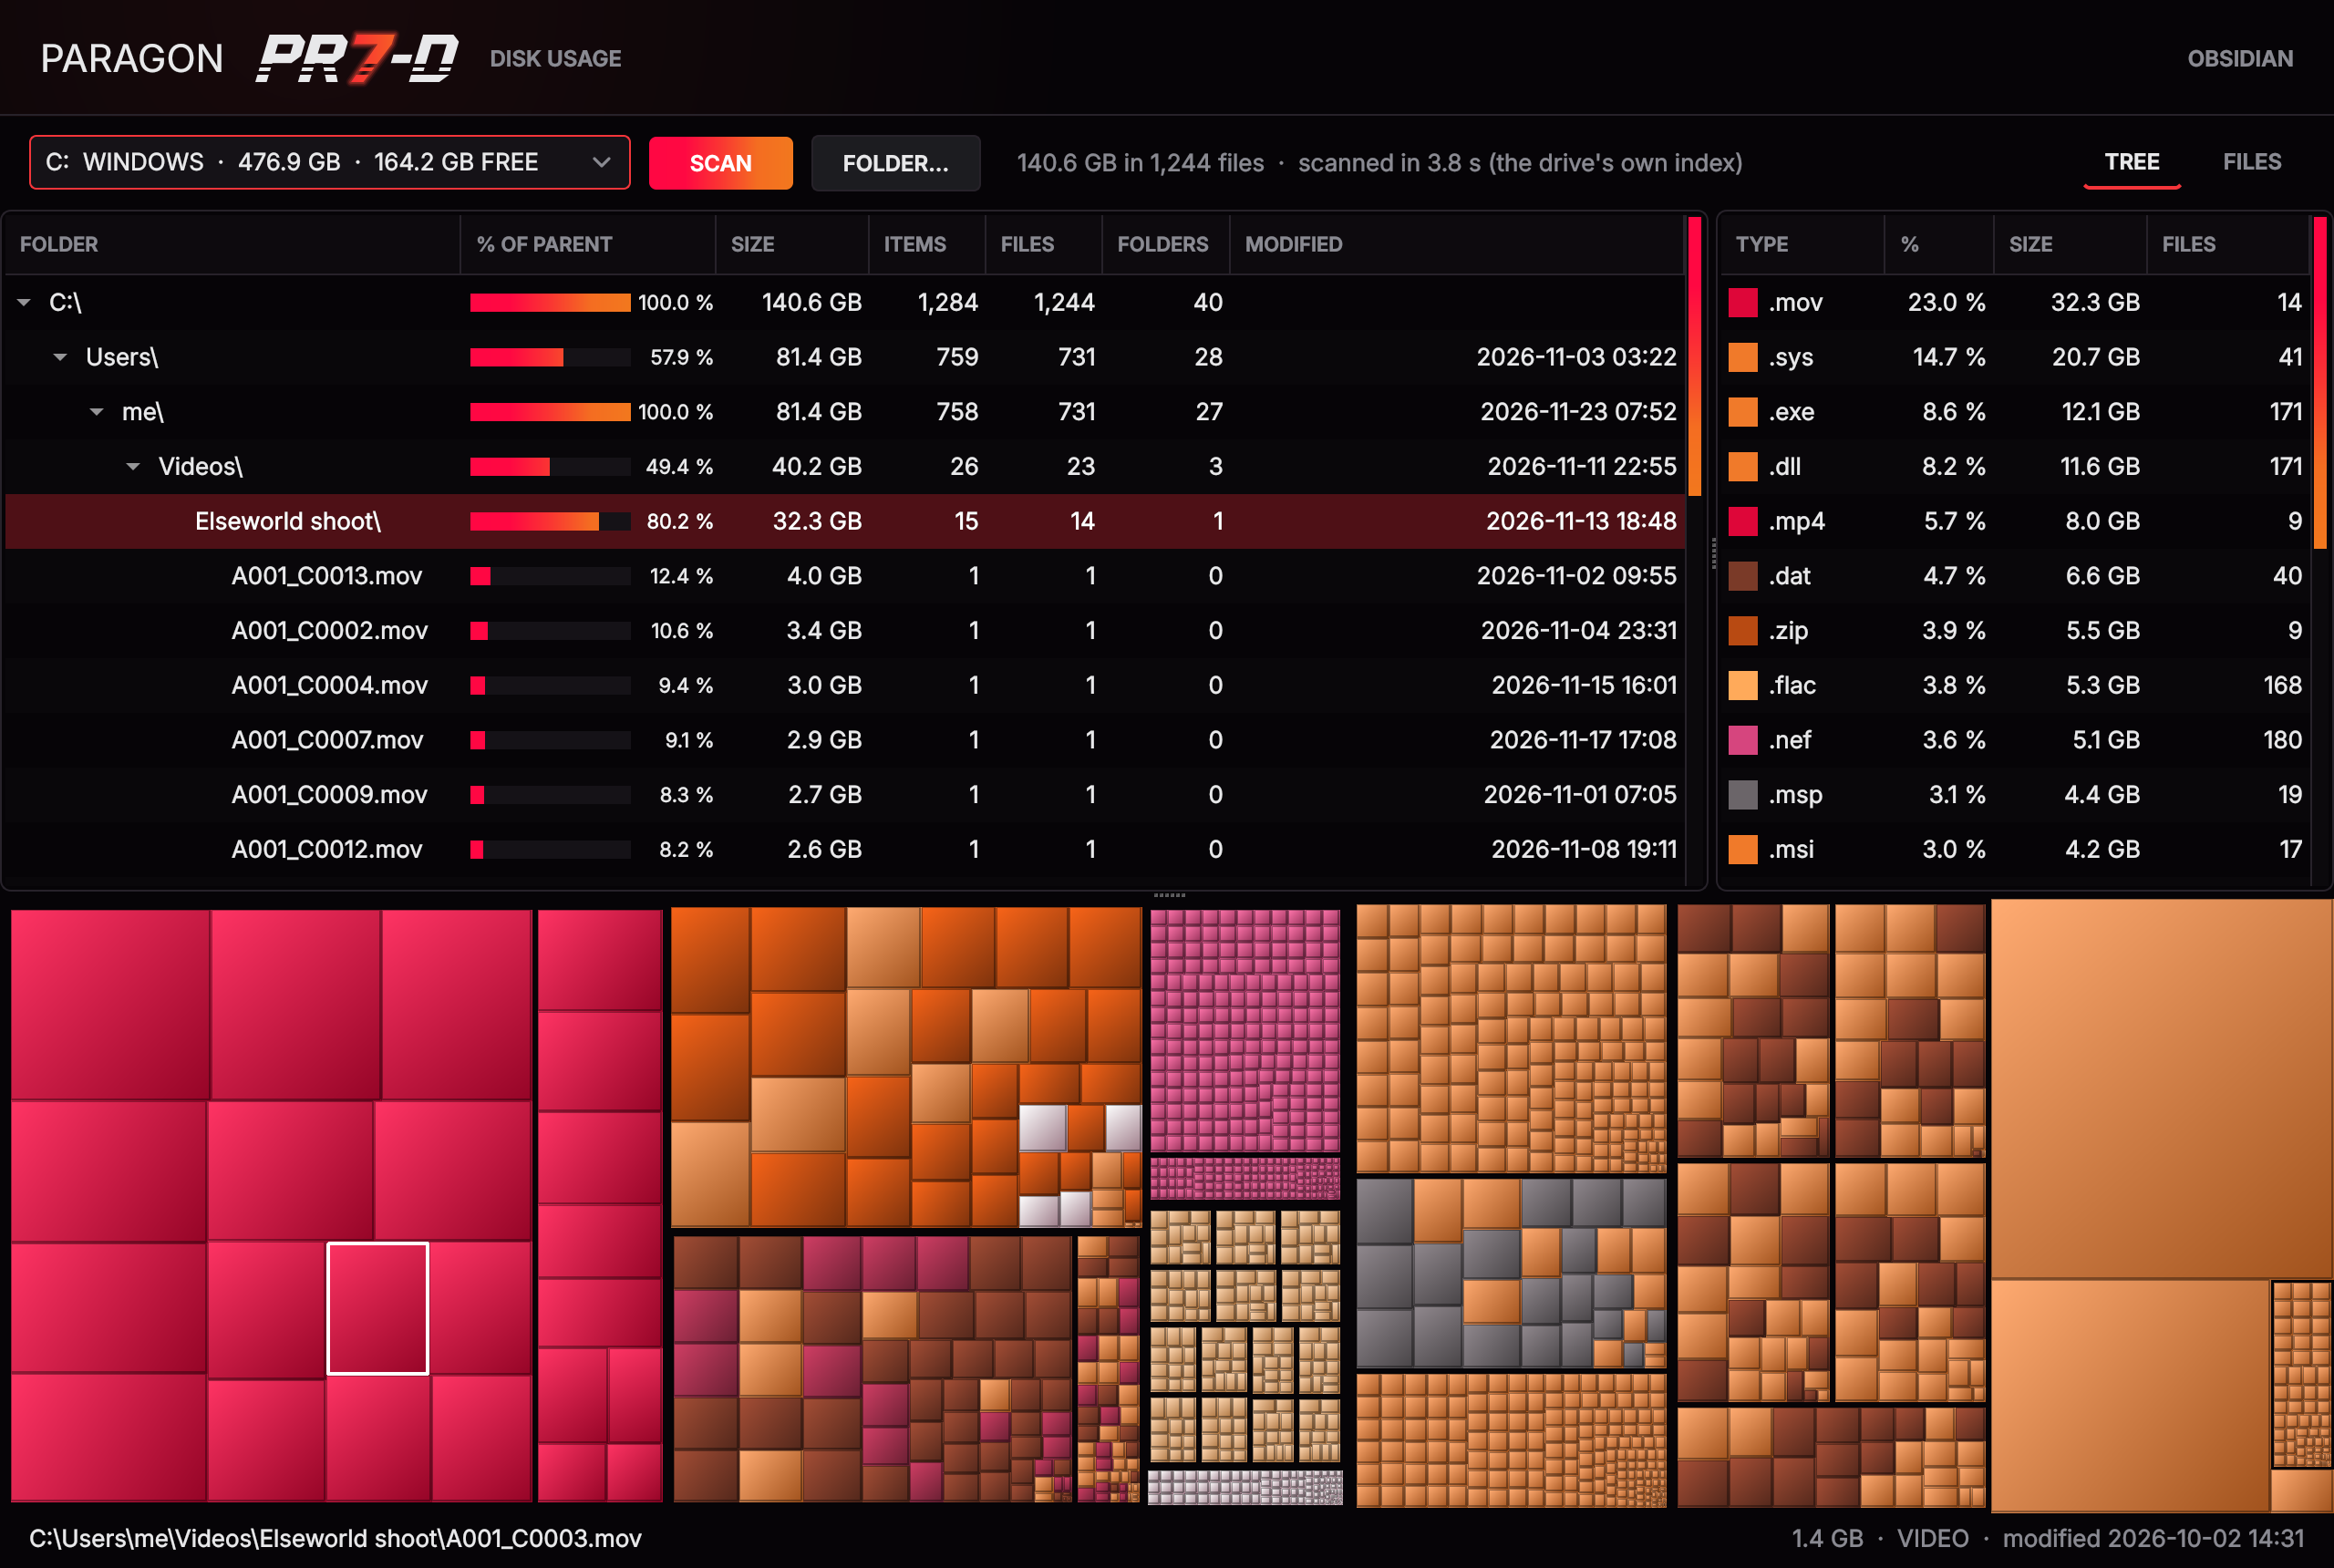 PARAGON PR7-D DISK USAGE OBSIDIAN
C: WINDOWS · 476.9 GB · 164.2 GB FREE SCAN FOLDER... 140.6 GB in 1,244 files · scanned in 3.8 s (the drive's own index) TREE FILES
FOLDER % OF PARENT SIZE ITEMS FILES FOLDERS MODIFIED
C:\ 100.0 % 140.6 GB 1,284 1,244 40
Users\ 57.9 % 81.4 GB 759 731 28 2026-11-03 03:22
me\ 100.0 % 81.4 GB 758 731 27 2026-11-23 07:52
Videos\ 49.4 % 40.2 GB 26 23 3 2026-11-11 22:55
Elseworld shoot\ 80.2 % 32.3 GB 15 14 1 2026-11-13 18:48
A001_C0013.mov 12.4 % 4.0 GB 1 1 0 2026-11-02 09:55
A001_C0002.mov 10.6 % 3.4 GB 1 1 0 2026-11-04 23:31
A001_C0004.mov 9.4 % 3.0 GB 1 1 0 2026-11-15 16:01
A001_C0007.mov 9.1 % 2.9 GB 1 1 0 2026-11-17 17:08
A001_C0009.mov 8.3 % 2.7 GB 1 1 0 2026-11-01 07:05
A001_C0012.mov 8.2 % 2.6 GB 1 1 0 2026-11-08 19:11
TYPE % SIZE FILES
.mov 23.0 % 32.3 GB 14
.sys 14.7 % 20.7 GB 41
.exe 8.6 % 12.1 GB 171
.dll 8.2 % 11.6 GB 171
.mp4 5.7 % 8.0 GB 9
.dat 4.7 % 6.6 GB 40
.zip 3.9 % 5.5 GB 9
.flac 3.8 % 5.3 GB 168
.nef 3.6 % 5.1 GB 180
.msp 3.1 % 4.4 GB 19
.msi 3.0 % 4.2 GB 17
C:\Users\me\Videos\Elseworld shoot\A001_C0003.mov 1.4 GB · VIDEO · modified 2026-10-02 14:31